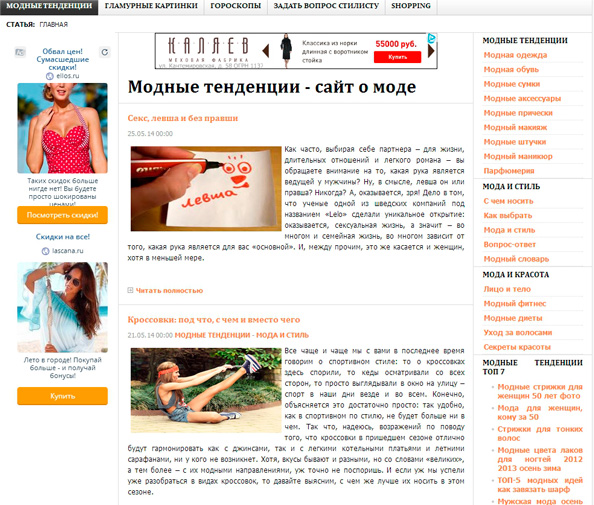 МОДНЫЕ ТЕНДЕНЦИИ ГЛАМУРНЫЕ КАРТИНКИ ГОРОСКОПЫ ЗАДАТЬ ВОПРОС СТИЛИСТУ SHOPPING
СТАТЬЯ: ГЛАВНАЯ
Обвал цен!
Сумасшедшие
скидки!
elios.ru
Таких скидок больше
нигде нет! Вы будете
просто шокированы
ценами!
Посмотреть скидки!
Скидки на все!
lascana.ru
Лето в городе! Покупай
больше - и получай
бонусы!
Купить
КАЛЯЕВ
МЕХОВАЯ ФАБРИКА
ул. Кантемировская, д. 58 ОГРН 1137
Классика из норки
длинная с воротником
стойка
55000 руб.
Купить
Модные тенденции - сайт о моде
Секс, левша и без правши
25.05.14 00:00
левша
Как часто, выбирая себе партнера – для жизни,
длительных отношений и легкого романа – вы
обращаете внимание на то, какая рука является
ведущей у мужчины? Ну, в смысле, левша он или
правша? Никогда? А, оказывается, зря! Дело в том,
что ученые одной из шведских компаний под
названием «Lelo» сделали уникальное открытие:
оказывается, сексуальная жизнь, а значит – во
многом и семейная жизнь, во многом зависит от
того, какая рука является для вас «основной». И, между прочим, это же касается и женщин,
хотя в меньшей мере.
Читать полностью
Кроссовки: под что, с чем и вместо чего
21.05.14 00:00 МОДНЫЕ ТЕНДЕНЦИИ - МОДА И СТИЛЬ
Все чаще и чаще мы с вами в последнее время
говорим о спортивном стиле: то о кроссовках
здесь спорили, то кеды осматривали со всех
сторон, то просто выглядывали в окно на улицу –
спорт в наши дни везде и во всем. Конечно,
объясняется это достаточно просто: так удобно,
как в спортивном по стилю, не будет больше ни в
чем. Так что, надеюсь, возражений по поводу
того, что кроссовки в пришедшем сезоне отлично
будут гармонировать как с джинсами, так и с легкими котельными платьями и летними
сарафанами, ни у кого не возникнет. Хотя, вкусы бывают и разными, но со словами «великих»,
а тем более – с их модными направлениями, уж точно не поспоришь. И если уж мы успели
уже разобраться в видах кроссовок, то давайте выясним, с чем же лучше их носить в этом
сезоне.
МОДНЫЕ ТЕНДЕНЦИИ
Модная одежда
Модная обувь
Модные сумки
Модные аксессуары
Модные прически
Модный макияж
Модные штучки
Модный маникюр
Парфюмерия
МОДА И СТИЛЬ
С чем носить
Как выбрать
Мода и стиль
Вопрос-ответ
Модный словарь
МОДА И КРАСОТА
Лицо и тело
Модный фитнес
Модные диеты
Уход за волосами
Секреты красоты
МОДНЫЕ ТЕНДЕНЦИИ
ТОП 7
Модные стрижки для
женщин 50 лет фото
Мода для женщин,
кому за 50
Стрижки для тонких
волос
Модные цвета лаков
для ногтей 2012
2013 осень зима
ТОП-5 модных идей
как завязать шарф
Модная мода осень